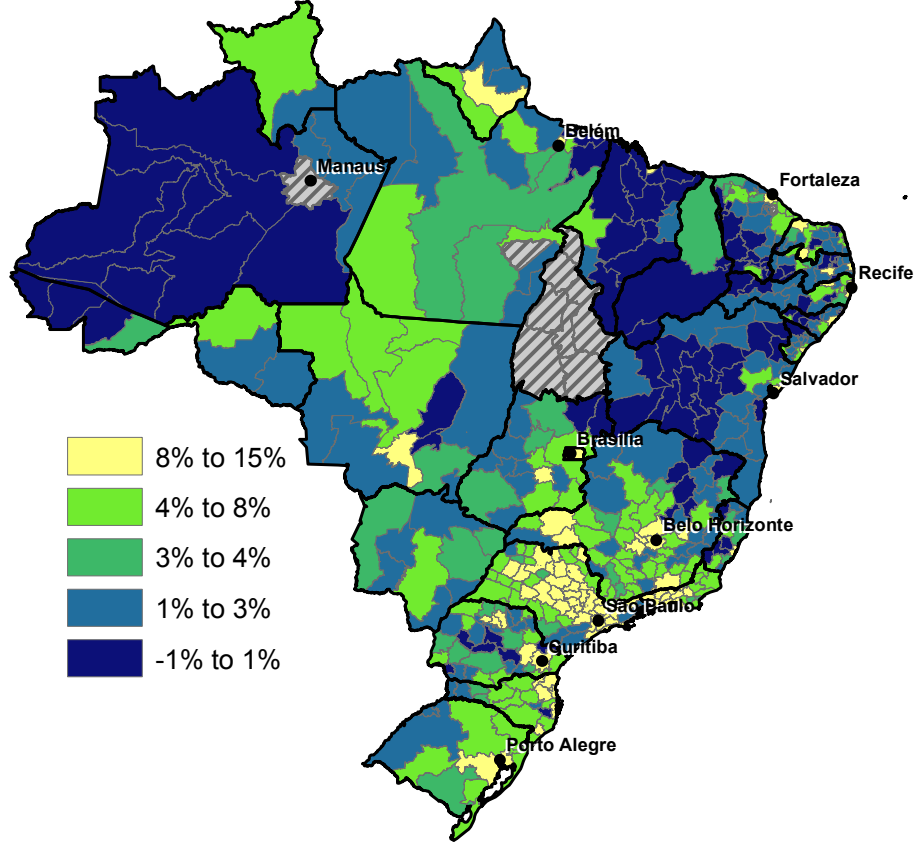 Belém
Manaus
Fortaleza
Recife
Salvador
Brasília
8% to 15%
4% to 8%
Belo Horizonte
3% to 4%
1% to 3%
São Paulo
Curitiba
-1% to 1%
Porto Alegre